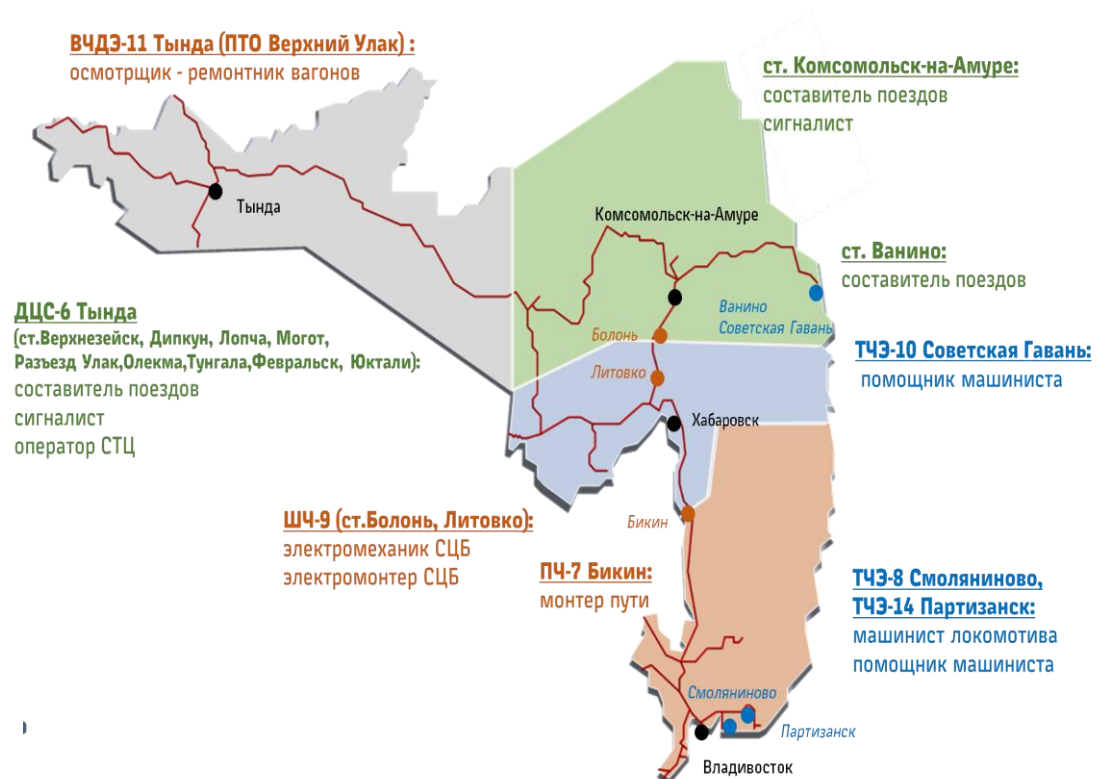 ВЧДЭ-11 Тында (ПТО Верхний Улак) :
осмотрщик - ремонтник вагонов
ст. Комсомольск-на-Амуре:
составитель поездов
сигналист
Тында
Комсомольск-на-Амуре
ст. Ванино:
составитель поездов
Ванино
Советская Гавань
ДЦС-6 Тында
(ст.Верхнезейск, Дипкун, Лопча, Могот,
Разъезд Улак,Олекма,Тунгала,Февральск, Юктали):
составитель поездов
сигналист
оператор СТЦ
Болонь
Литовко
ТЧЭ-10 Советская Гавань:
помощник машиниста
Хабаровск
ШЧ-9 (ст.Болонь, Литовко):
электромеханик СЦБ
электромонтер СЦБ
Бикин
ПЧ-7 Бикин:
монтер пути
ТЧЭ-8 Смоляниново,
ТЧЭ-14 Партизанск:
машинист локомотива
помощник машиниста
Смоляниново
Партизанск
Владивосток